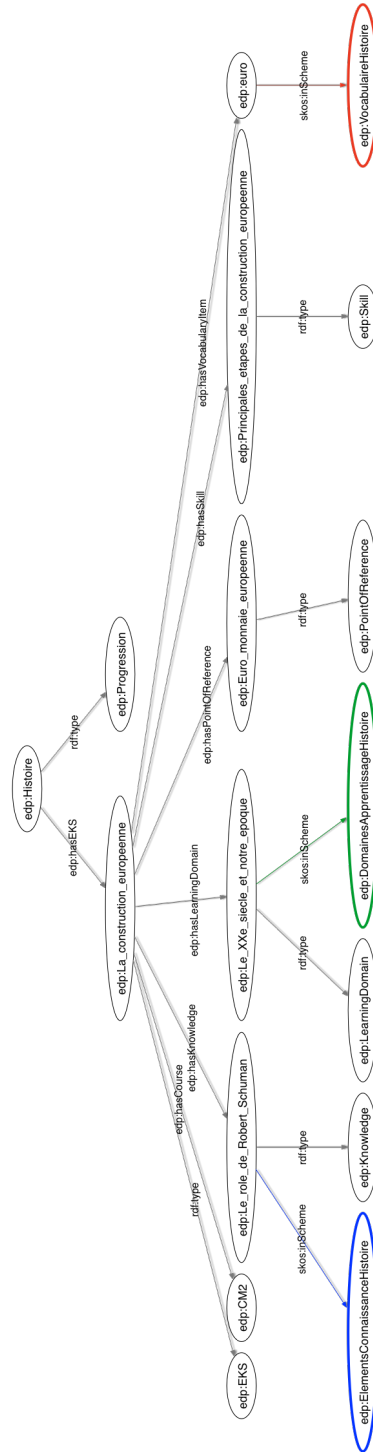 edp:Histoire
rdf:type
edp:hasEKS
edp:Progression
edp:La_construction_europeenne
edp:hasVocabularyItem
edp:hasSkill
edp:hasPointOfReference
edp:hasLearningDomain
edp:hasKnowledge
edp:hasCourse
rdf:type
edp:euro
edp:Principales_etapes_de_la_construction_europeenne
edp:Euro_monnaie_europeenne
edp:Le_XXe_siecle_et_notre_epoque
edp:Le_role_de_Robert_Schuman
edp:CM2
edp:EKS
skos:inScheme
rdf:type
rdf:type
skos:inScheme
rdf:type
rdf:type
skos:inScheme
edp:VocabulaireHistoire
edp:Skill
edp:PointOfReference
edp:DomainesApprentissageHistoire
edp:LearningDomain
edp:Knowledge
edp:ElementsConnaissanceHistoire